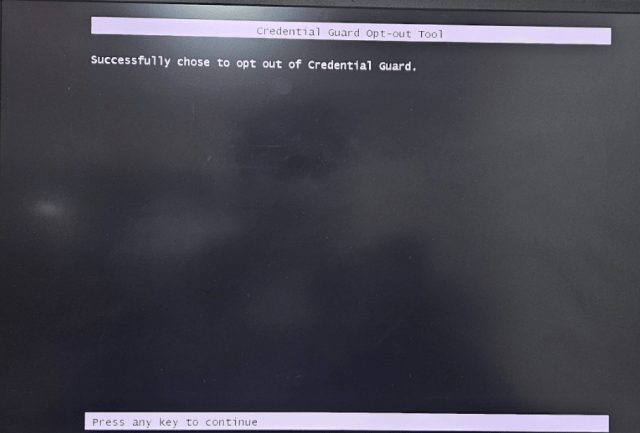 Credential Guard Opt-out Tool
Successfully chose to opt out of Credential Guard.
Press any key to continue